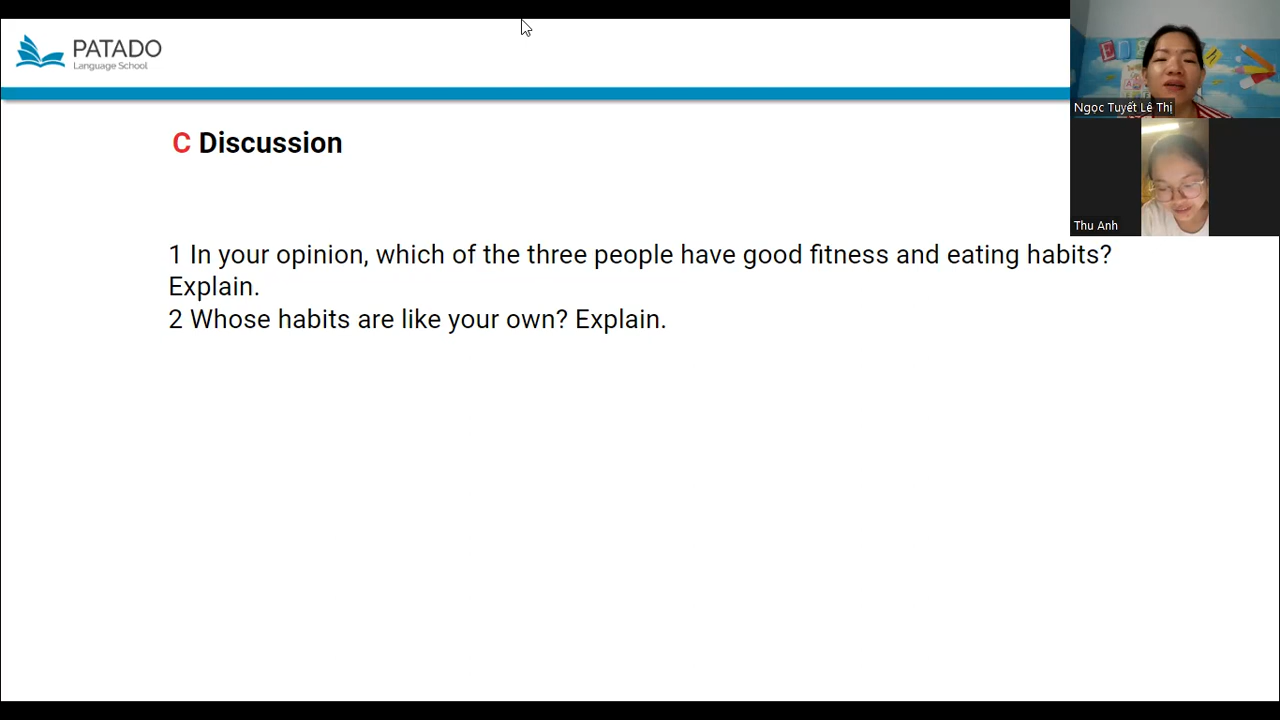 PATADO
Language School
C Discussion
1 In your opinion, which of the three people have good fitness and eating habits?
Explain.
2 Whose habits are like your own? Explain.
Ngọc Tuyết Lê Thị
Thu Anh